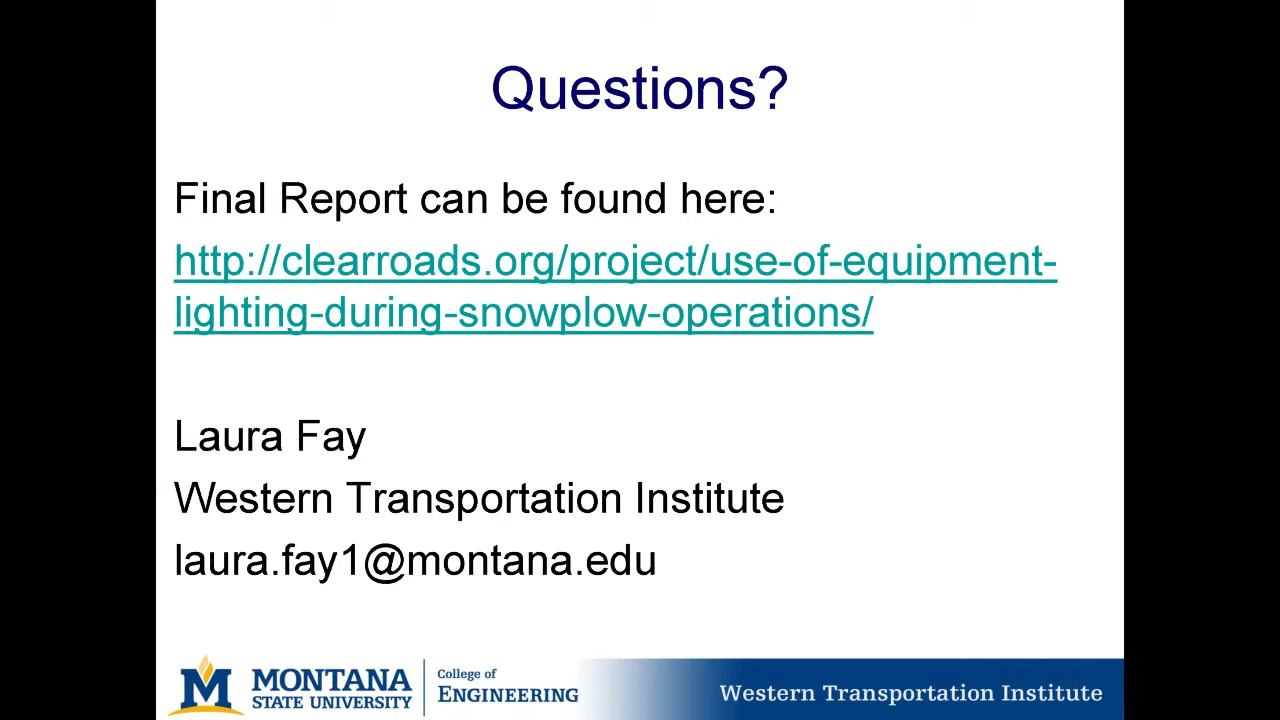 Questions?
Final Report can be found here:
http://clearroads.org/project/use-of-equipment-
lighting-during-snowplow-operations/
Laura Fay
Western Transportation Institute
laura.fay1@montana.edu
M MONTANA
STATE UNIVERSITY
College of
ENGINEERING
Western Transportation Institute